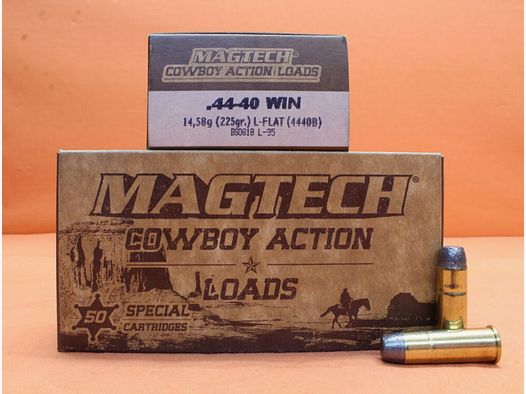 MAGTECH®
COWBOY ACTION LOADS
.44-40 WIN
14,58g (225gr.) L-FLAT (4440B)
BSO818 L-95
MAGTECH®
COWBOY ACTION
LOADS
50 SPECIAL
CARTRIDGES